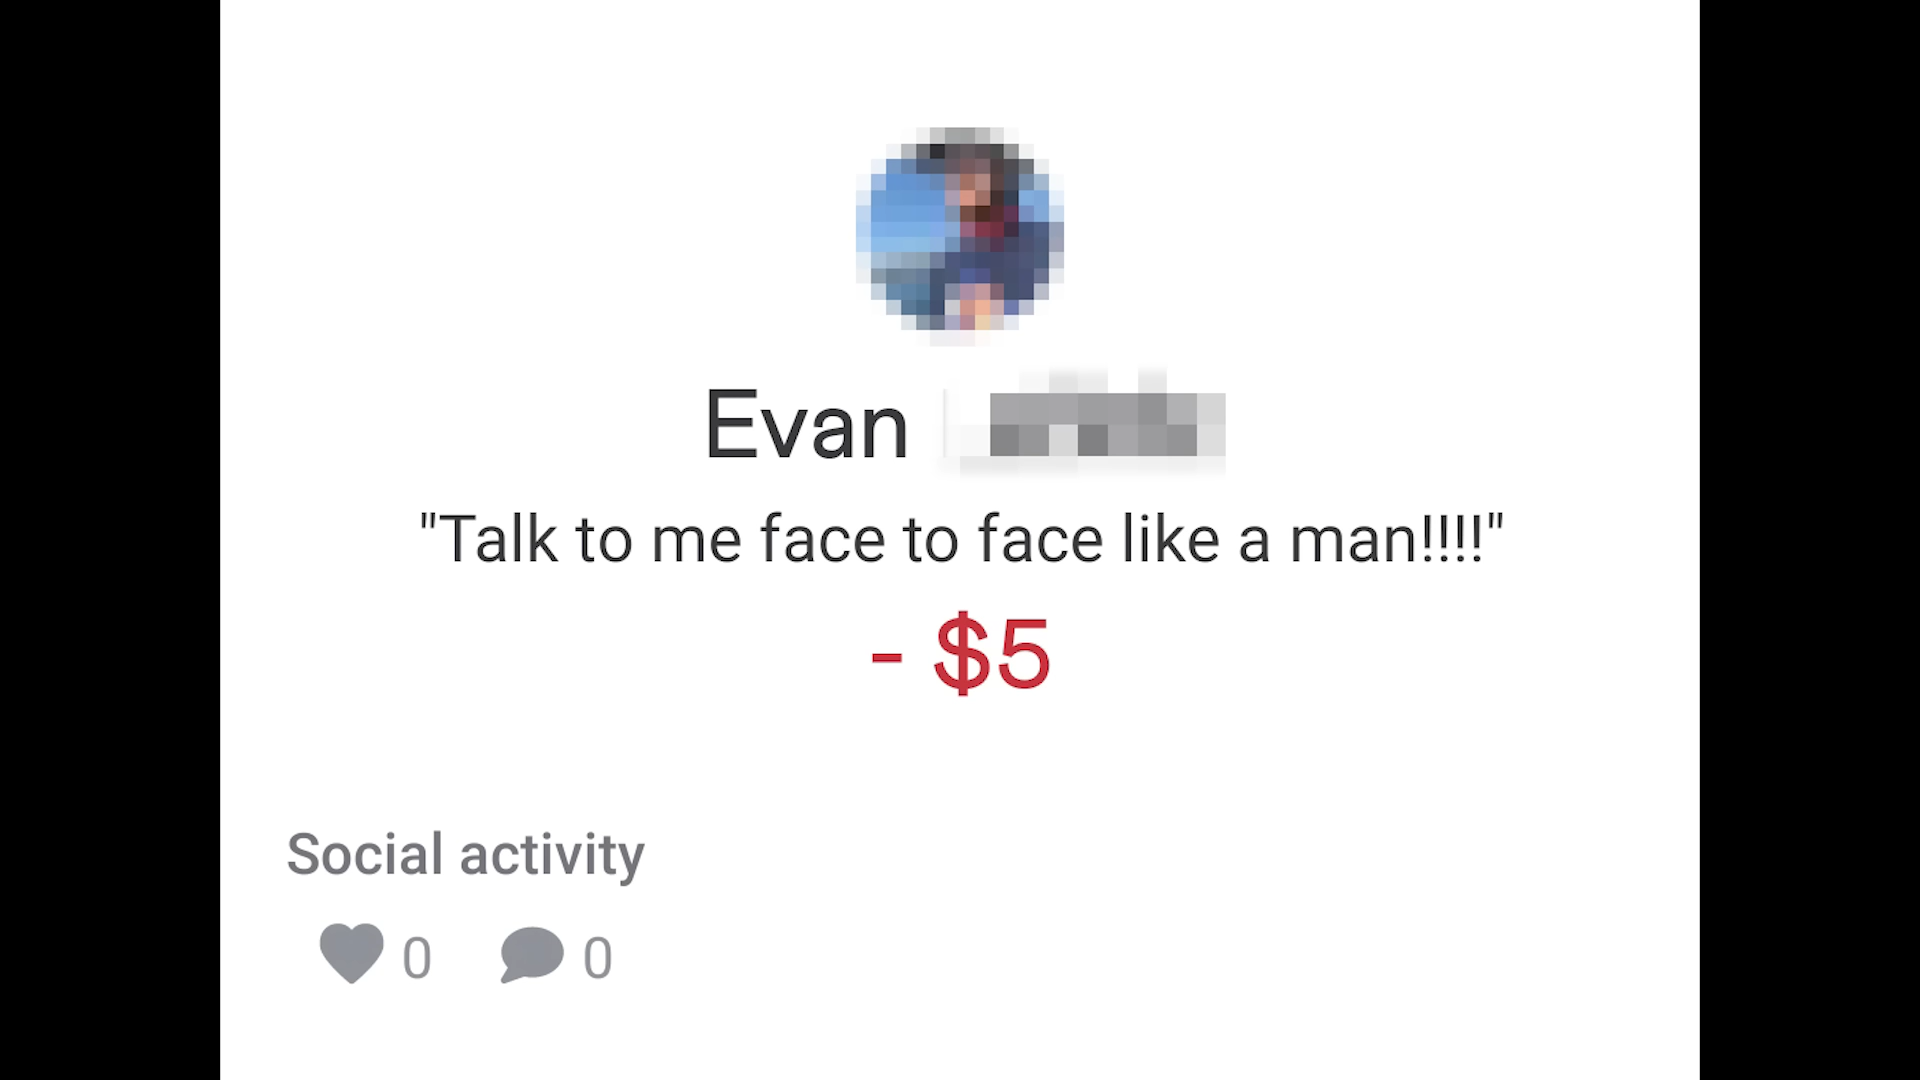 Evan
"Talk to me face to face like a man!!!!"
- $5
Social activity
0 0